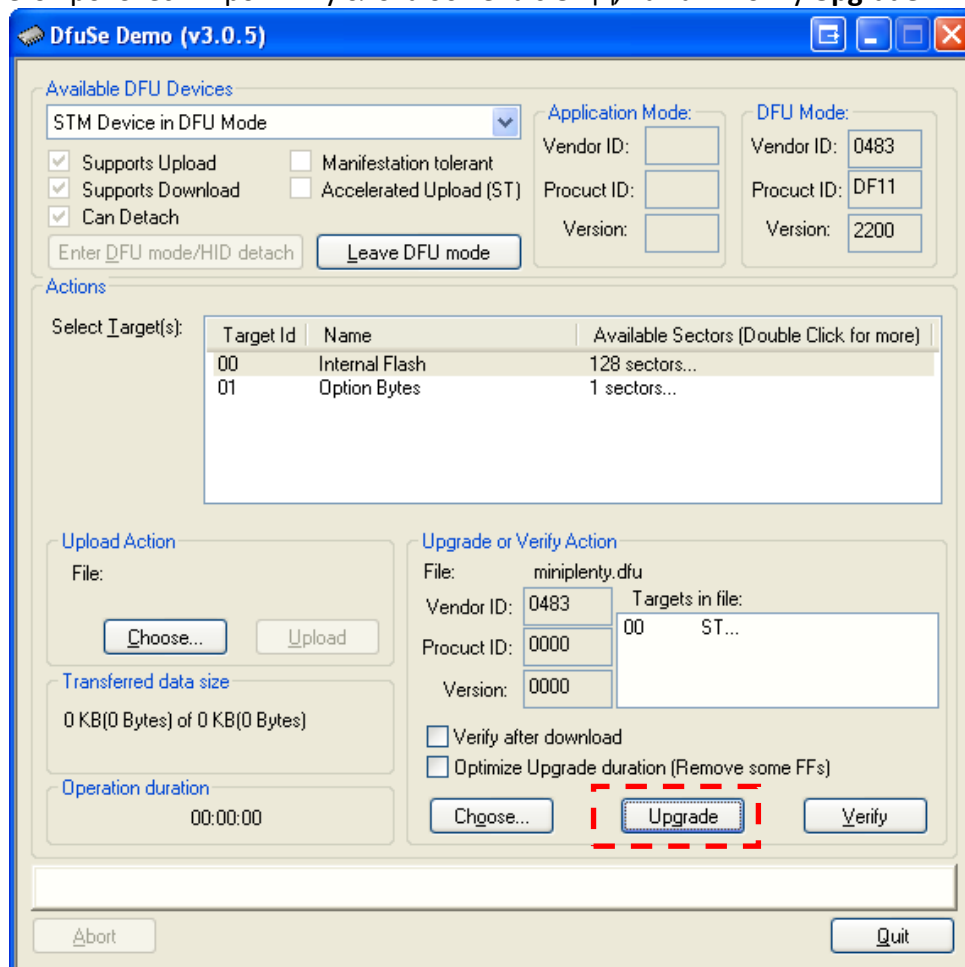 Upgrade
DfuSe Demo (v3.0.5)
Available DFU Devices
STM Device in DFU Mode
Supports Upload
Manifestation tolerant
Supports Download
Accelerated Upload (ST)
Can Detach
Enter DFU mode/HID detach
Leave DFU mode
Application Mode:
Vendor ID:
Procuct ID:
Version:
DFU Mode:
Vendor ID: 0483
Procuct ID: DF11
Version: 2200
Actions
Select Target(s):
Target Id Name Available Sectors (Double Click for more)
00 Internal Flash 128 sectors...
01 Option Bytes 1 sectors...
Upload Action
File:
Choose... Upload
Transferred data size
0 KB(0 Bytes) of 0 KB(0 Bytes)
Operation duration
00:00:00
Upgrade or Verify Action
File: miniplenty.dfu
Vendor ID: 0483
Procuct ID: 0000
Version: 0000
Targets in file:
00 ST...
Verify after download
Optimize Upgrade duration (Remove some FFs)
Choose... Upgrade Verify
Abort Quit